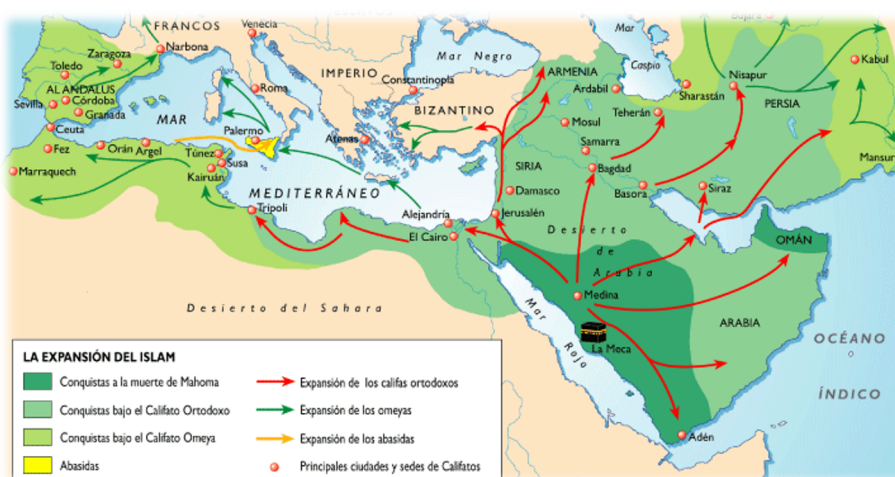 FRANCOS
Venecia
Mar
Bujara
Zaragoza
Narbona
Mar Negro
Caspio
Kabul
Toledo
IMPERIO
Constantinopla
ARMENIA
Nisapur
AL ANDALUS
Roma
Ardabil
Sharastán
PERSIA
Sevilla
Córdoba
BIZANTINO
Teherán
Granada
MAR
Mosul
Ceuta
Palermo
Atenas
Samarra
Fez
Orán
Argel
Túnez
SIRIA
Bagdad
Mansur
Marraquech
Susa
Kairuán
MEDITERRÁNEO
Damasco
Basora
Siraz
Trípoli
Alejandría
Jerusalén
El Cairo
Desierto
de
Arabia
OMÁN
Desierto del Sahara
Mar
Rojo
Medina
La Meca
ARABIA
OCÉANO
ÍNDICO
Adén
LA EXPANSIÓN DEL ISLAM
Conquistas a la muerte de Mahoma
Conquistas bajo el Califato Ortodoxo
Conquistas bajo el Califato Omeya
Abasidas
Expansión de los califas ortodoxos
Expansión de los omeyas
Expansión de los abasidas
Principales ciudades y sedes de Califatos